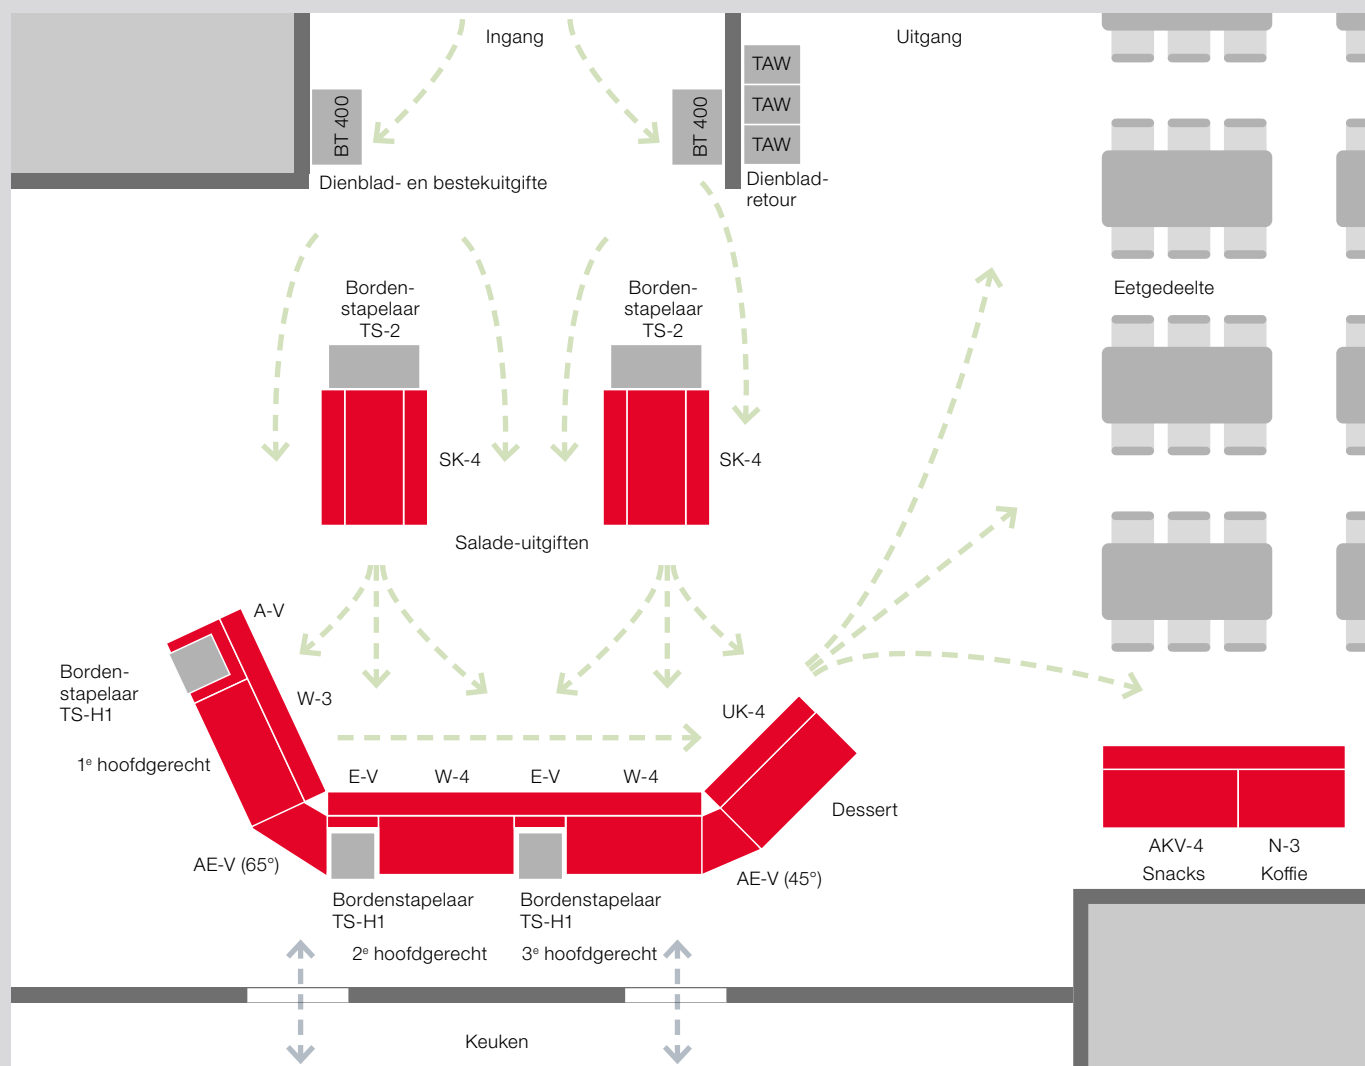 Ingang
Uitgang
TAW
TAW
TAW
BT 400
BT 400
Dienblad- en bestekuitgifte
Dienblad-
retour
Borden-
stapelaar
TS-2
Borden-
stapelaar
TS-2
Eetgedeelte
SK-4
SK-4
Salade-uitgiften
A-V
Borden-
stapelaar
TS-H1
W-3
UK-4
1e hoofdgerecht
E-V
W-4
E-V
W-4
Dessert
AE-V (65°)
AE-V (45°)
AKV-4
Snacks
N-3
Koffie
Bordenstapelaar
TS-H1
Bordenstapelaar
TS-H1
2e hoofdgerecht
3e hoofdgerecht
Keuken